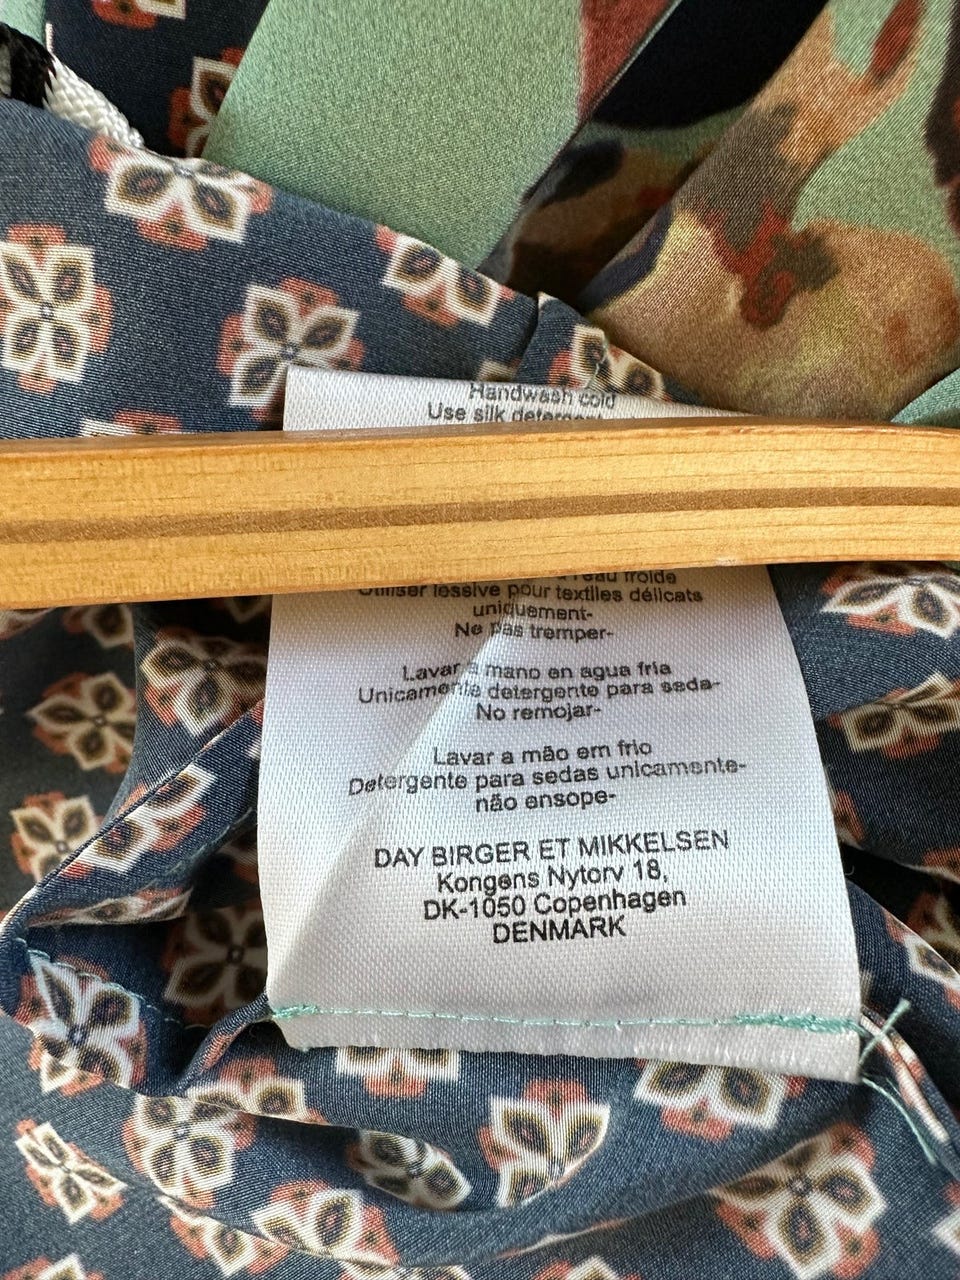 Handwash cold
Use silk detergent
l'eau froide
Utiliser lessive pour textiles délicats
uniquement-
Ne pas tremper-
Lavar a mano en agua fria
Unicamente detergente para seda-
No remojar-
Lavar a mão em frio
Detergente para sedas unicamente-
não ensope-
DAY BIRGER ET MIKKELSEN
Kongens Nytorv 18,
DK-1050 Copenhagen
DENMARK